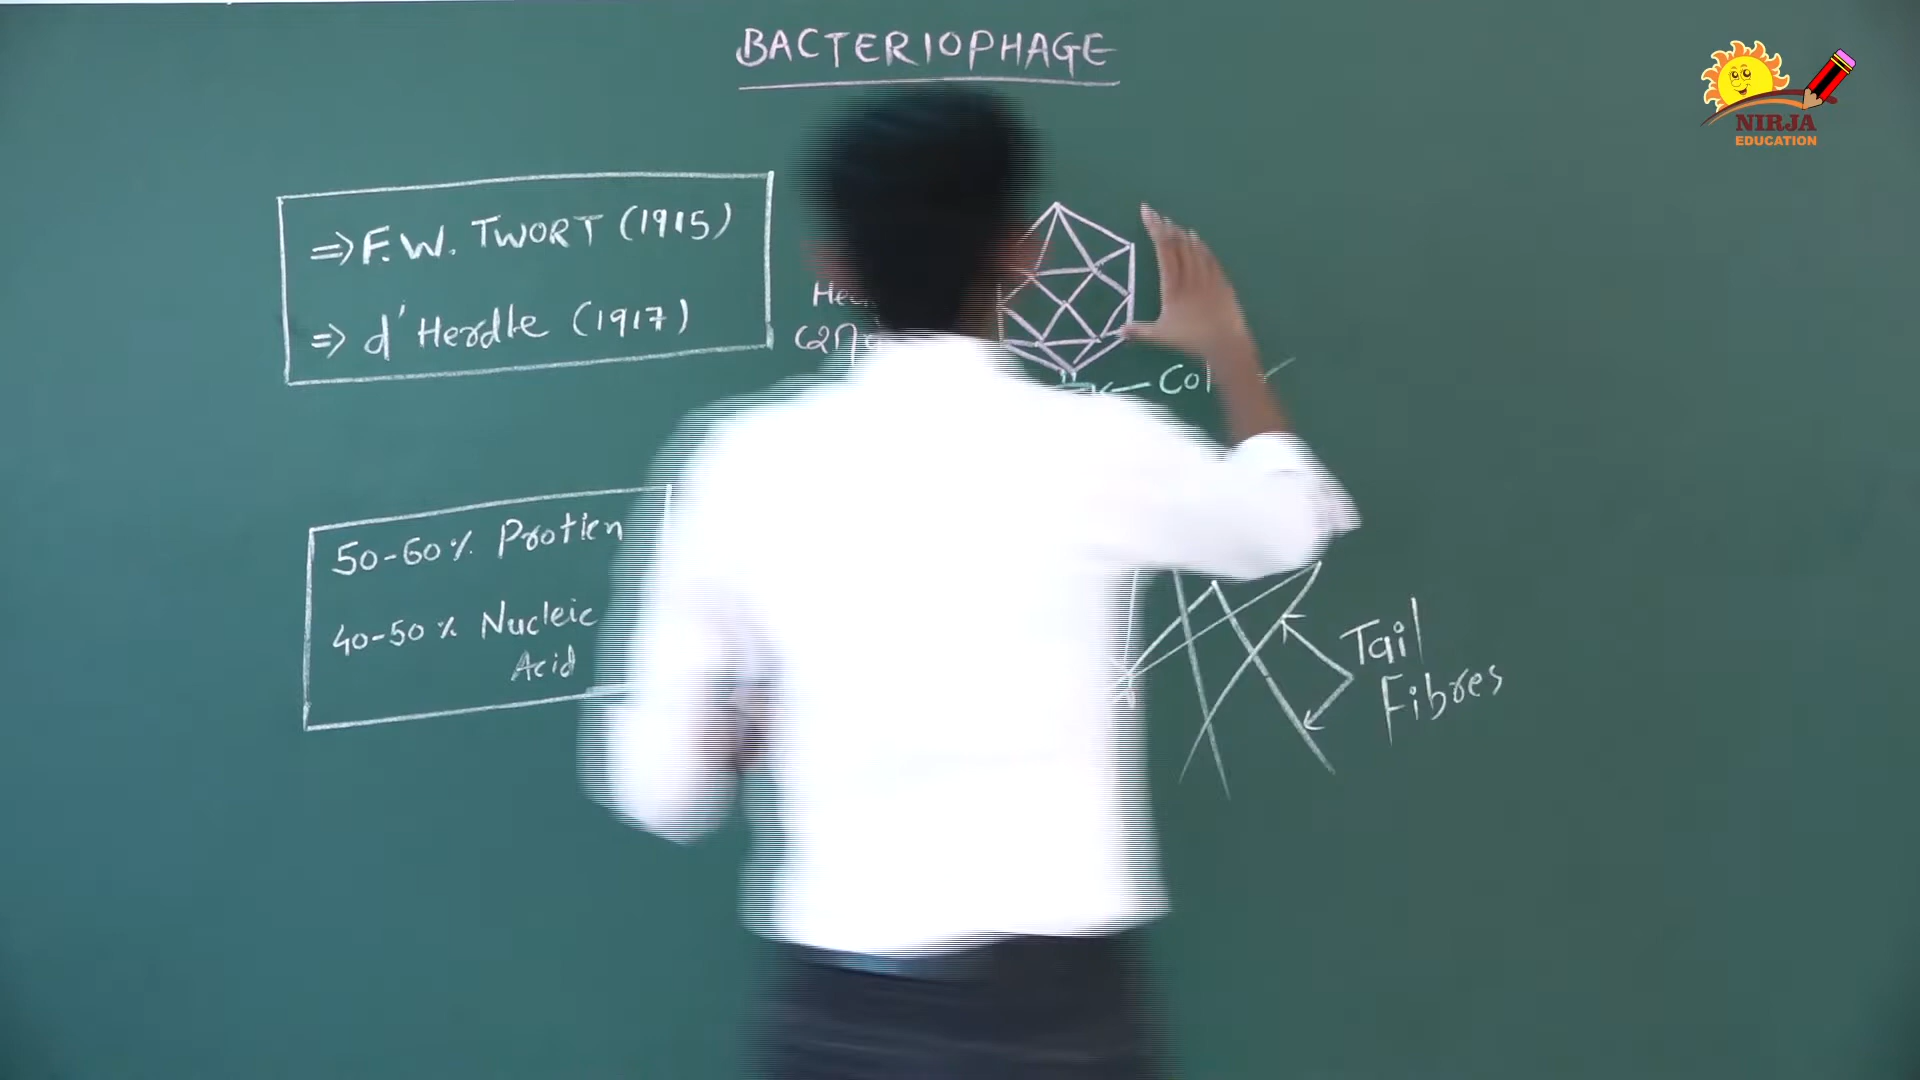 BACTERIOPHAGE
NIRJA
EDUCATION
⇒ F.W. TWORT (1915)
⇒ d'Herdle (1917)
50-60% Protien
40-50% Nucleic
Acid
Tail
Fibres